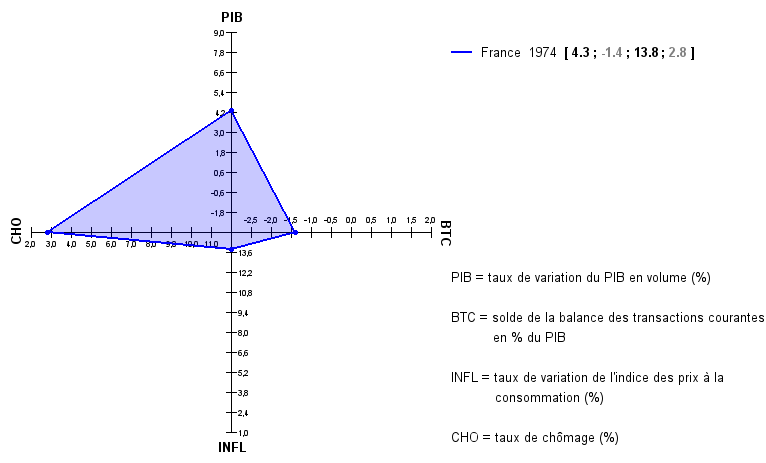 PIB
9,0
7,8
6,6
5,4
4,2
3,0
1,8
0,6
-0,6
-1,8
France 1974 [ 4.3 ; -1.4 ; 13.8 ; 2.8 ]
CHO
2,0 3,0 4,0 5,0 6,0 7,0 8,0 9,0 10,0 11,0
-2,5 -2,0 -1,5 -1,0 -0,5 0,0 0,5 1,0 1,5 2,0
BTC
13,6
12,2
10,8
9,4
8,0
6,6
5,2
3,8
2,4
1,0
INFL
PIB = taux de variation du PIB en volume (%)
BTC = solde de la balance des transactions courantes
en % du PIB
INFL = taux de variation de l'indice des prix à la
consommation (%)
CHO = taux de chômage (%)